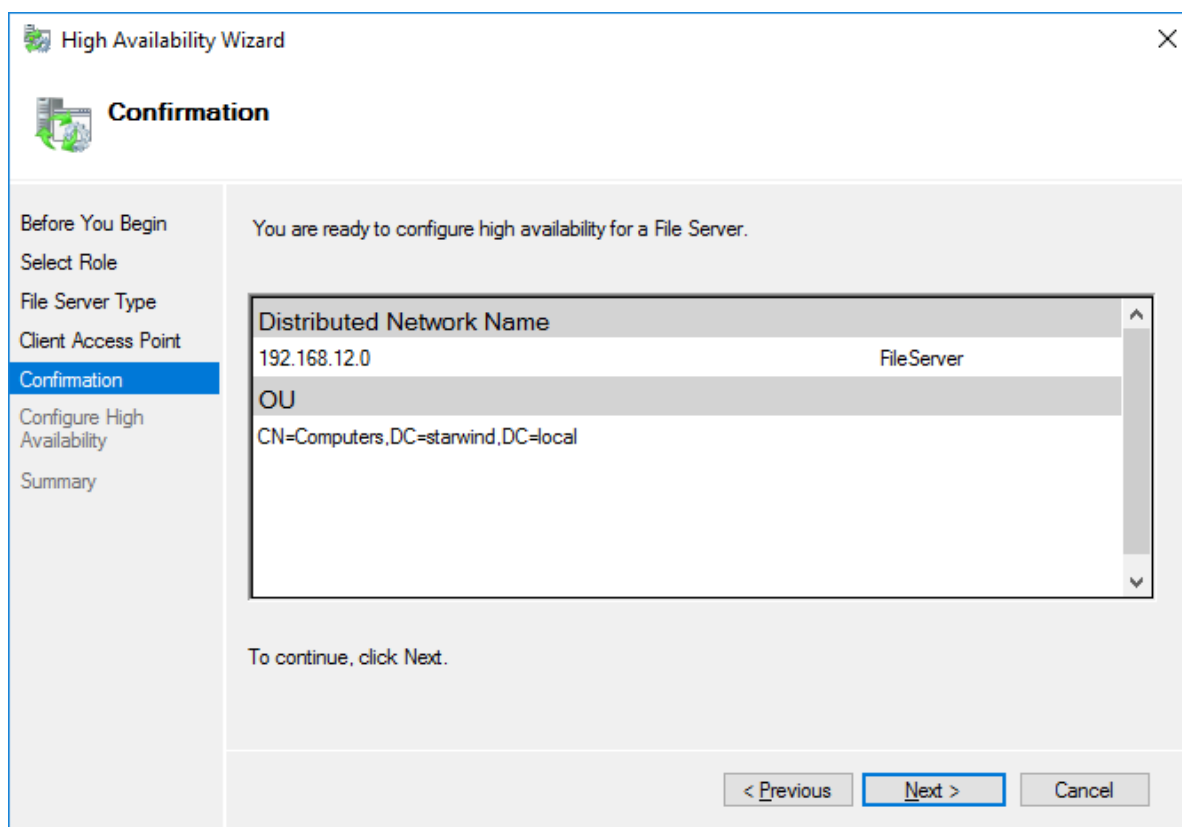 High Availability Wizard
Confirmation
Before You Begin
Select Role
File Server Type
Client Access Point
Confirmation
Configure High
Availability
Summary
You are ready to configure high availability for a File Server.
Distributed Network Name
192.168.12.0 FileServer
OU
CN=Computers,DC=starwind,DC=local
To continue, click Next.
< Previous Next > Cancel